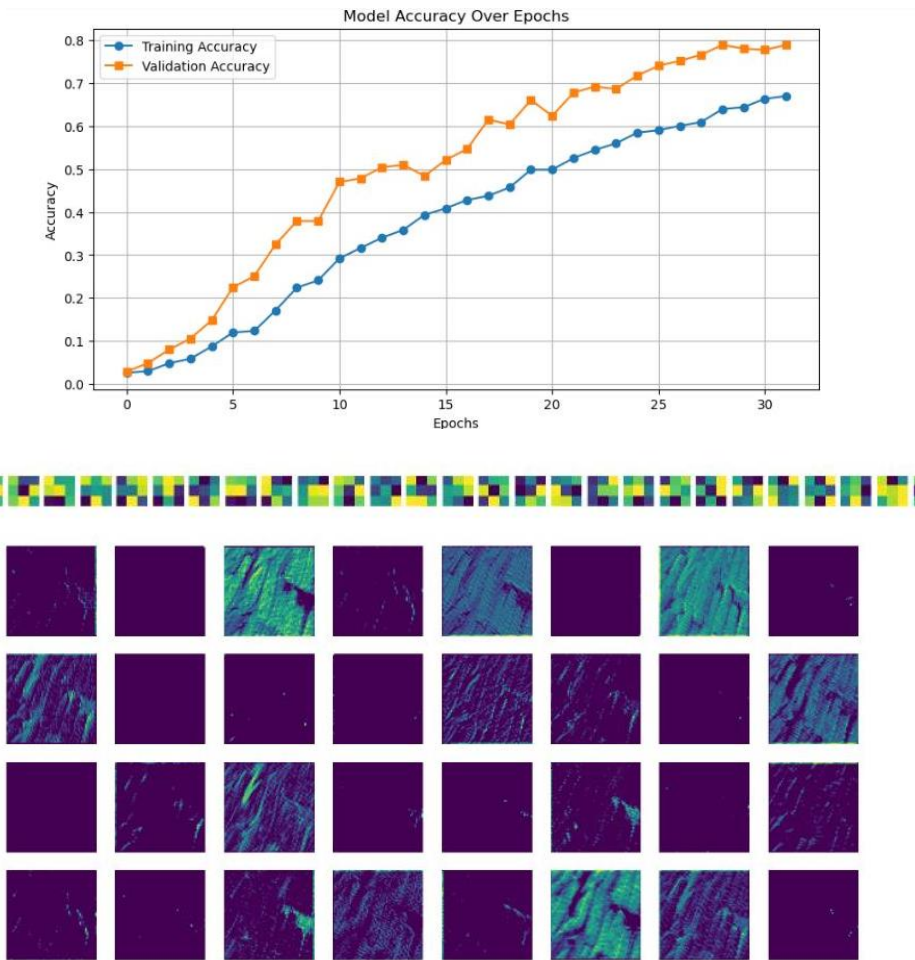 Model Accuracy Over Epochs
Training Accuracy
Validation Accuracy
0.8
0.7
0.6
0.5
0.4
0.3
0.2
0.1
0.0
Accuracy
0 5 10 15 20 25 30
Epochs